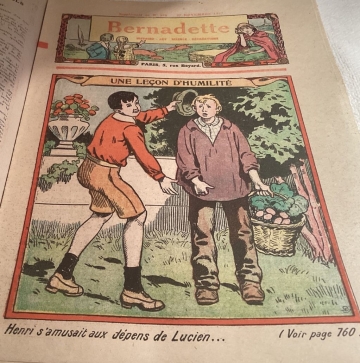 Bernadette
PARIS, 5, rue Bayard.
UNE LEÇON D'HUMILITÉ
Henri s'amusait aux dépens de Lucien... (Voir page 760